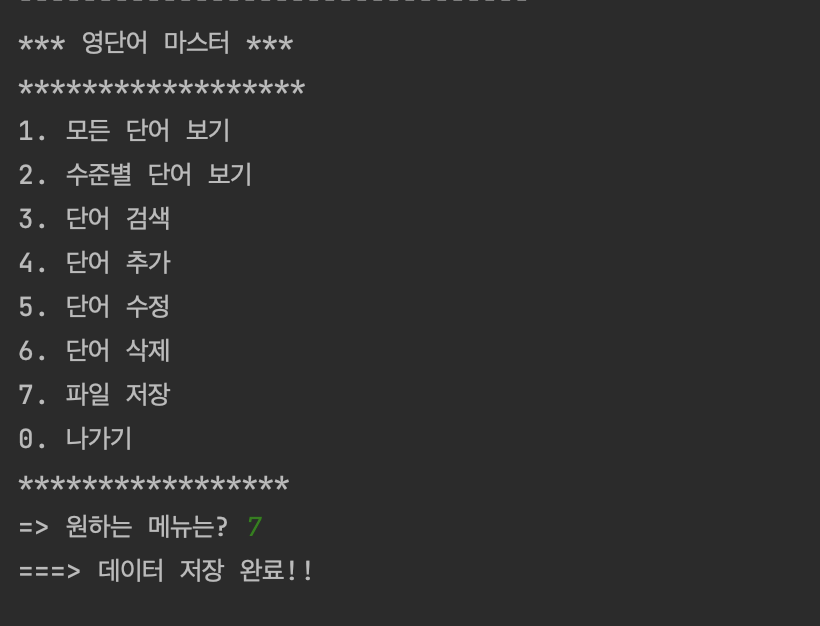 *** 영단어 마스터 ***
******************
1. 모든 단어 보기
2. 수준별 단어 보기
3. 단어 검색
4. 단어 추가
5. 단어 수정
6. 단어 삭제
7. 파일 저장
0. 나가기
*****************
=> 원하는 메뉴는? 7
===> 데이터 저장 완료!!